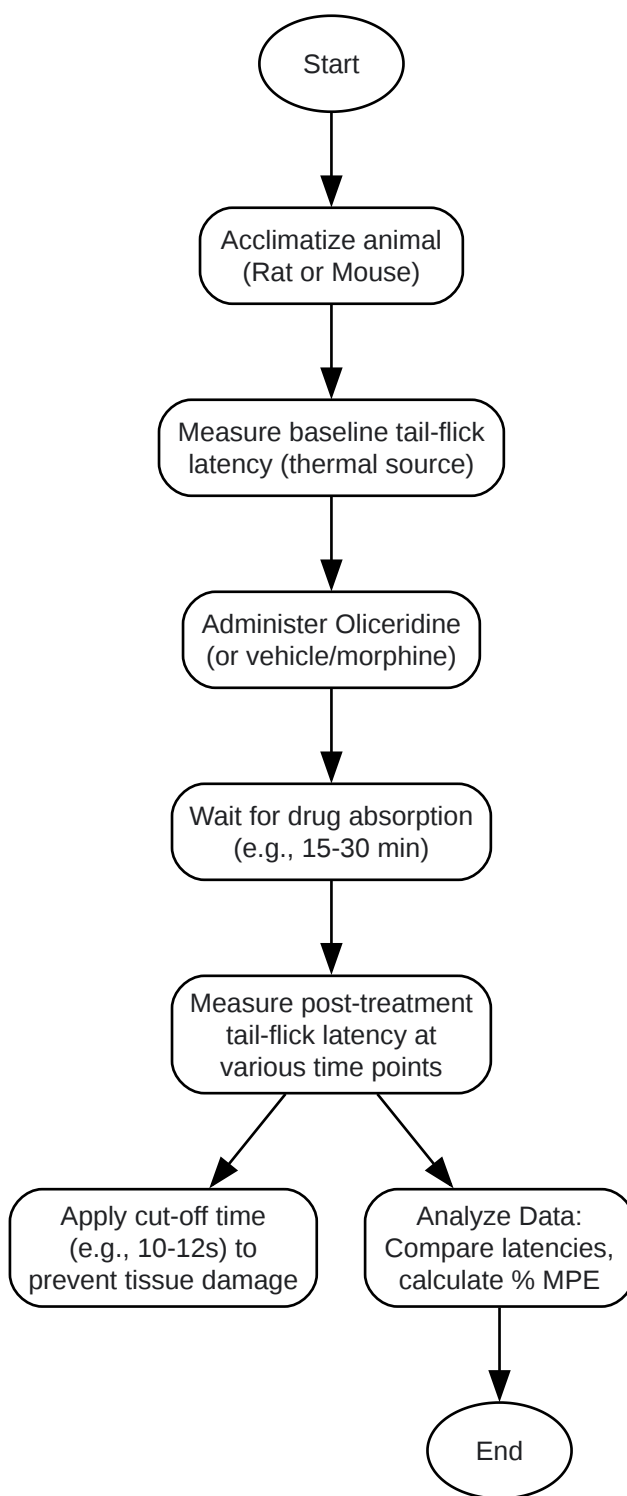 Start
Acclimatize animal
(Rat or Mouse)
Measure baseline tail-flick
latency (thermal source)
Administer Oliceridine
(or vehicle/morphine)
Wait for drug absorption
(e.g., 15-30 min)
Measure post-treatment
tail-flick latency at
various time points
Apply cut-off time
(e.g., 10-12s) to
prevent tissue damage
Analyze Data:
Compare latencies,
calculate % MPE
End